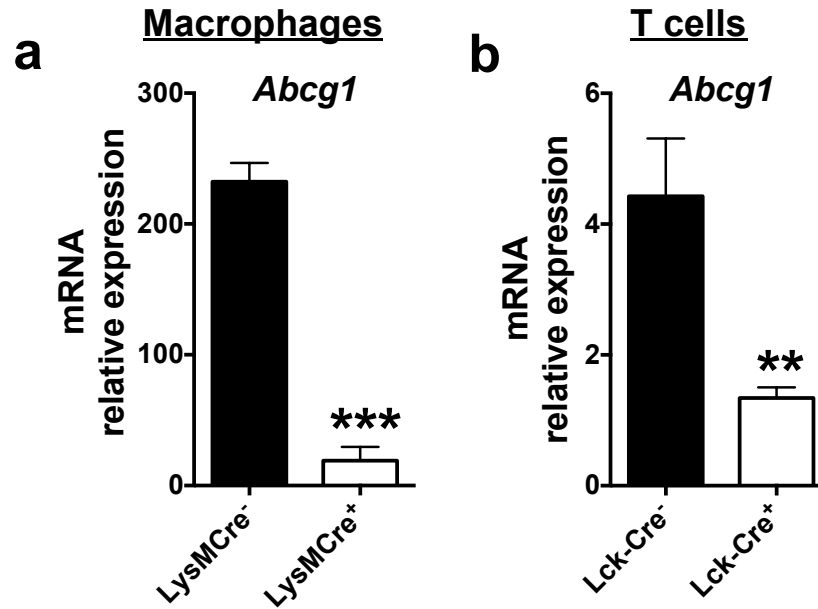 Macrophages
a
Abcg1
mRNA
relative expression
300
200
100
0
***
LysMCre⁻
LysMCre⁺
T cells
b
Abcg1
mRNA
relative expression
6
4
2
0
**
Lck-Cre⁻
Lck-Cre⁺